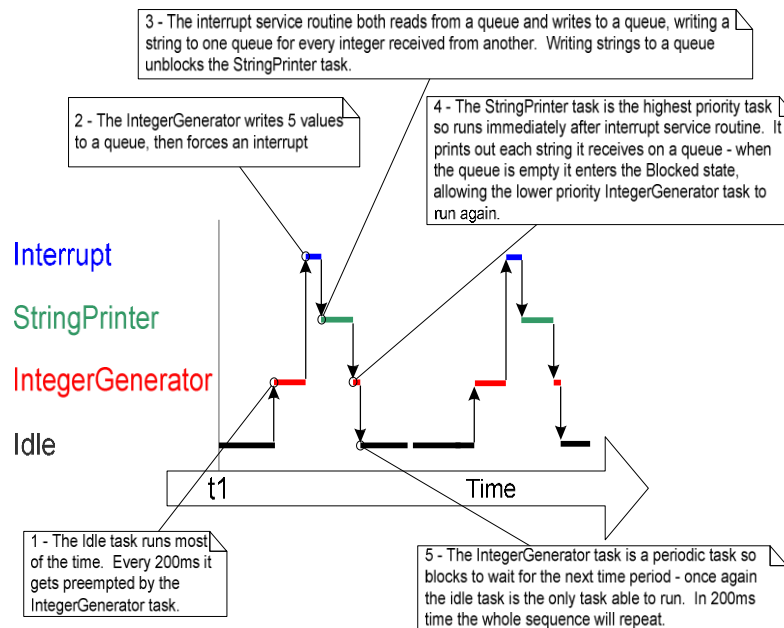 3 - The interrupt service routine both reads from a queue and writes to a queue, writing a
string to one queue for every integer received from another.  Writing strings to a queue
unblocks the StringPrinter task.
2 - The IntegerGenerator writes 5 values
to a queue, then forces an interrupt
4 - The StringPrinter task is the highest priority task
so runs immediately after interrupt service routine.  It
prints out each string it receives on a queue - when
the queue is empty it enters the Blocked state,
allowing the lower priority IntegerGenerator task to
run again.
Interrupt
StringPrinter
IntegerGenerator
Idle
t1
Time
1 - The Idle task runs most
of the time.  Every 200ms it
gets preempted by the
IntegerGenerator task.
5 - The IntegerGenerator task is a periodic task so
blocks to wait for the next time period - once again
the idle task is the only task able to run.  In 200ms
time the whole sequence will repeat.